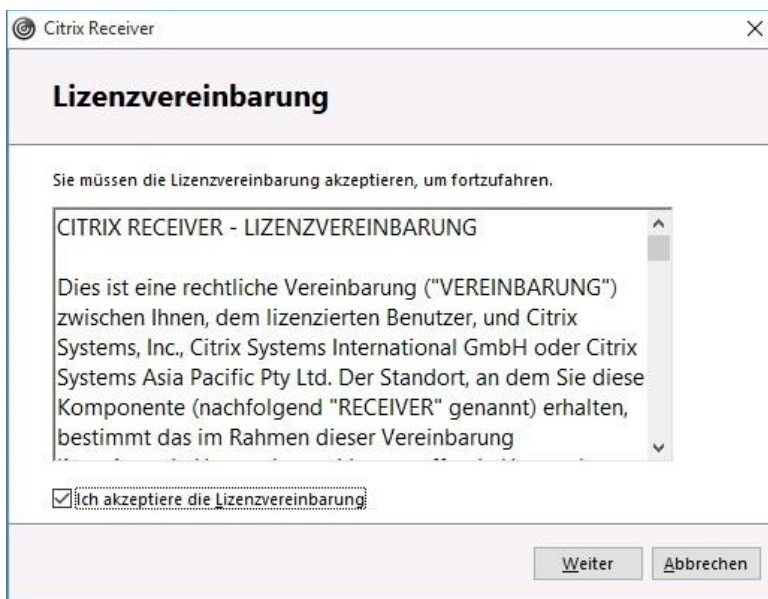 Citrix Receiver
Lizenzvereinbarung
Sie müssen die Lizenzvereinbarung akzeptieren, um fortzufahren.
CITRIX RECEIVER - LIZENZVEREINBARUNG
Dies ist eine rechtliche Vereinbarung ("VEREINBARUNG")
zwischen Ihnen, dem lizenzierten Benutzer, und Citrix
Systems, Inc., Citrix Systems International GmbH oder Citrix
Systems Asia Pacific Pty Ltd. Der Standort, an dem Sie diese
Komponente (nachfolgend "RECEIVER" genannt) erhalten,
bestimmt das im Rahmen dieser Vereinbarung
Ich akzeptiere die Lizenzvereinbarung
Weiter
Abbrechen